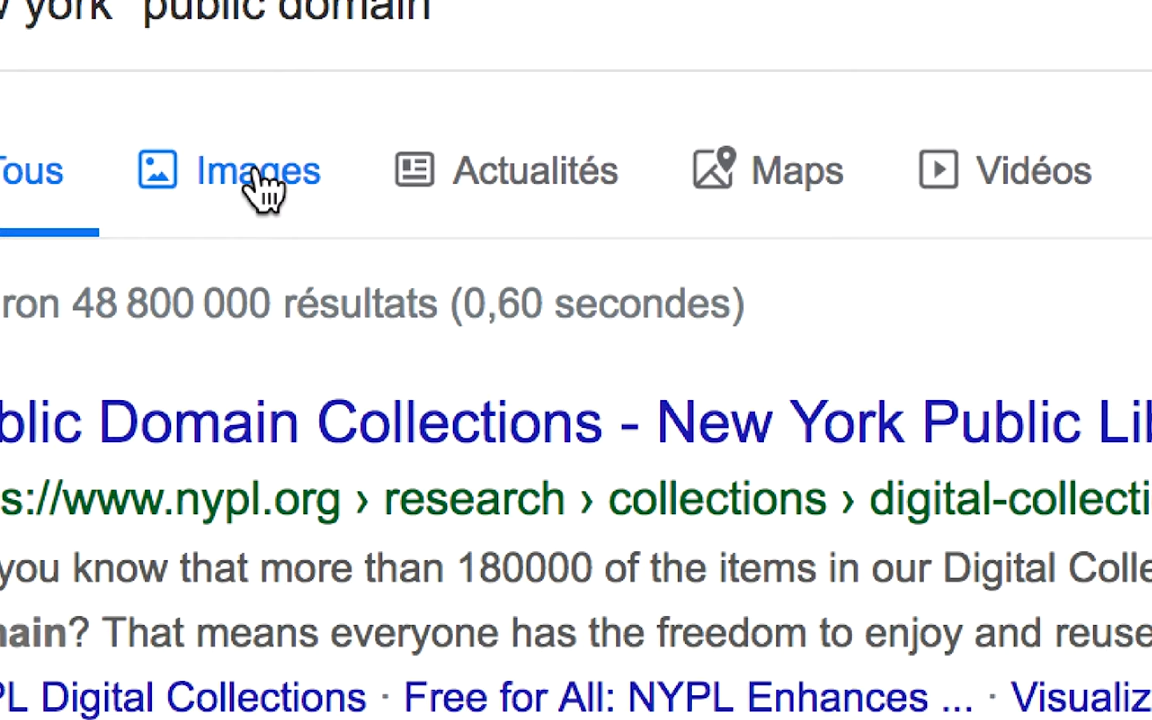 york" public domain
Tous Images Actualités Maps Vidéos
ron 48 800 000 résultats (0,60 secondes)
blic Domain Collections - New York Public Lib
s://www.nypl.org › research › collections › digital-collecti
you know that more than 180000 of the items in our Digital Colle
main? That means everyone has the freedom to enjoy and reuse
PL Digital Collections · Free for All: NYPL Enhances ... · Visualiz